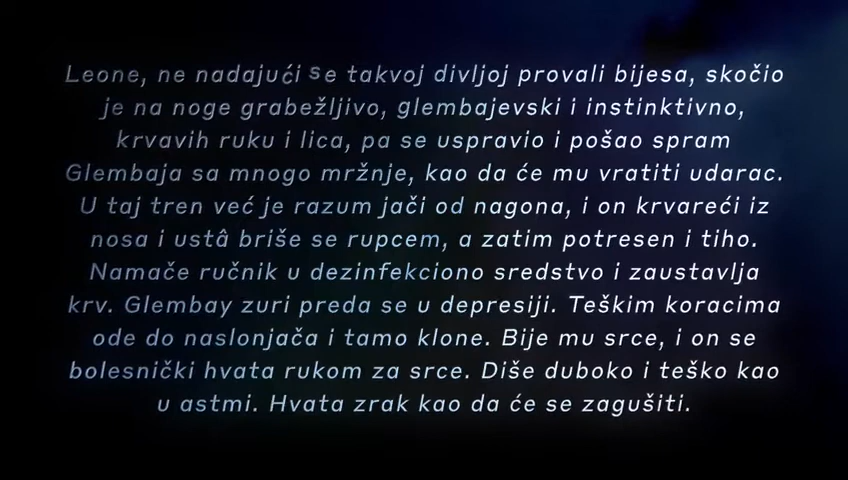 Leone, ne nadajući se takvoj divljoj provali bijesa, skočio
je na noge grabežljivo, glembajevski i instinktivno,
krvavih ruku i lica, pa se uspravio i pošao spram
Glembaja sa mnogo mržnje, kao da će mu vratiti udarac.
U taj tren već je razum jači od nagona, i on krvareći iz
nosa i ustâ briše se rupcem, a zatim potresen i tiho.
Namače ručnik u dezinfekciono sredstvo i zaustavlja
krv. Glembay zuri preda se u depresiji. Teškim koracima
ode do naslonjača i tamo klone. Bije mu srce, i on se
bolesnički hvata rukom za srce. Diše duboko i teško kao
u astmi. Hvata zrak kao da će se zagušiti.